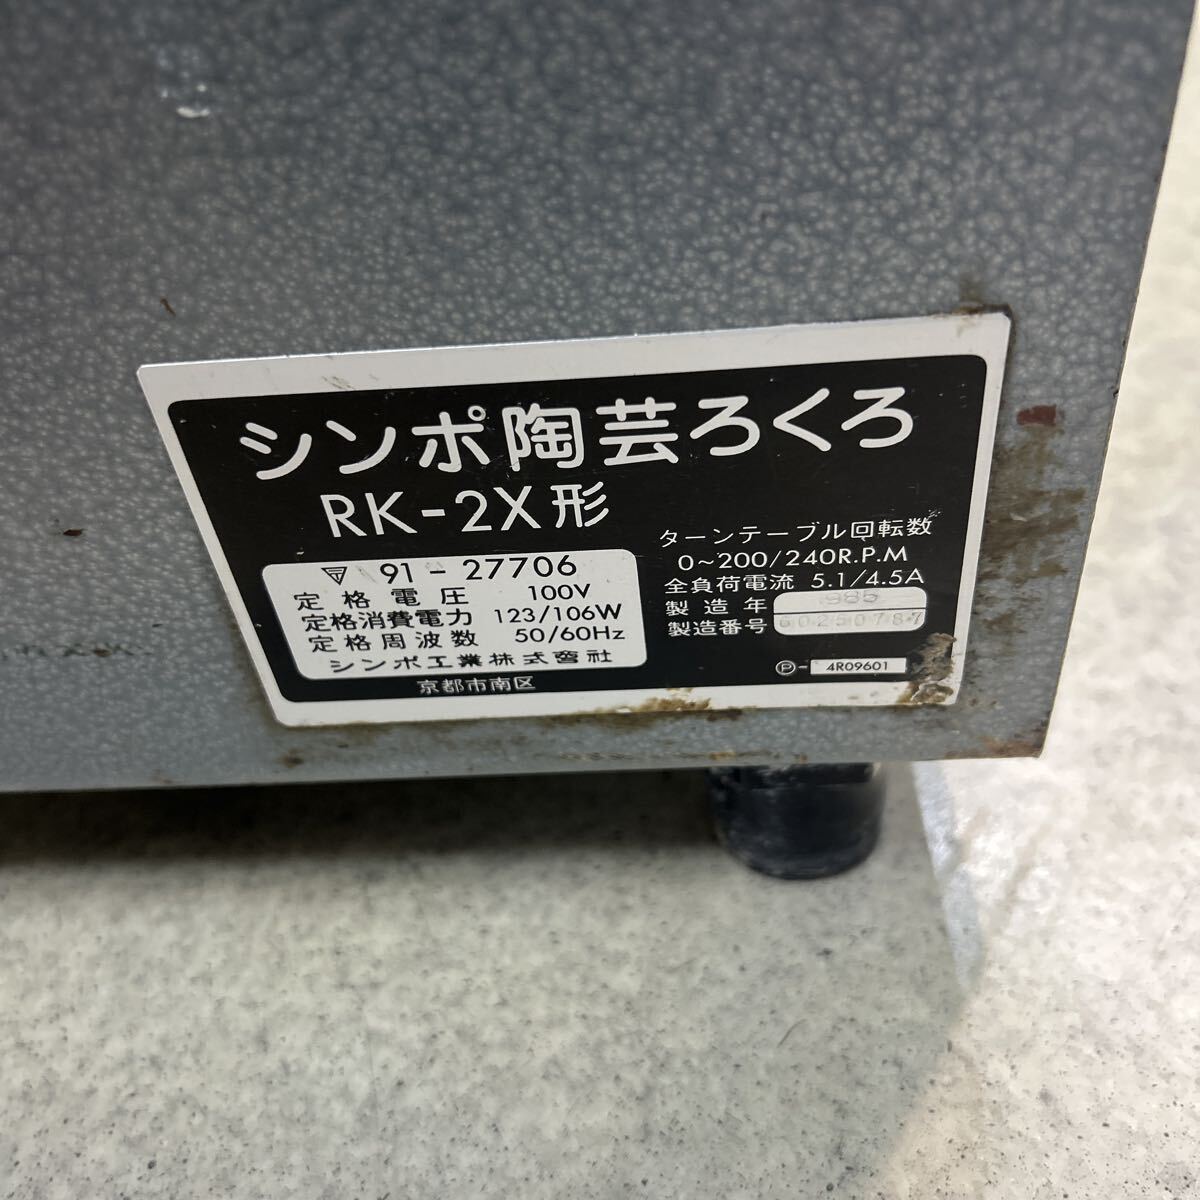 シンポ陶芸ろくろ
RK-2X形
〒 91-27706
定格電圧 100V
定格消費電力 123/106W
定格周波数 50/60Hz
シンポ工業株式会社
京都市南区
ターンテーブル回転数
0~200/240R.P.M
全負荷電流 5.1/4.5A
製造年 985
製造番号 60250787
Ⓟ-4R09601